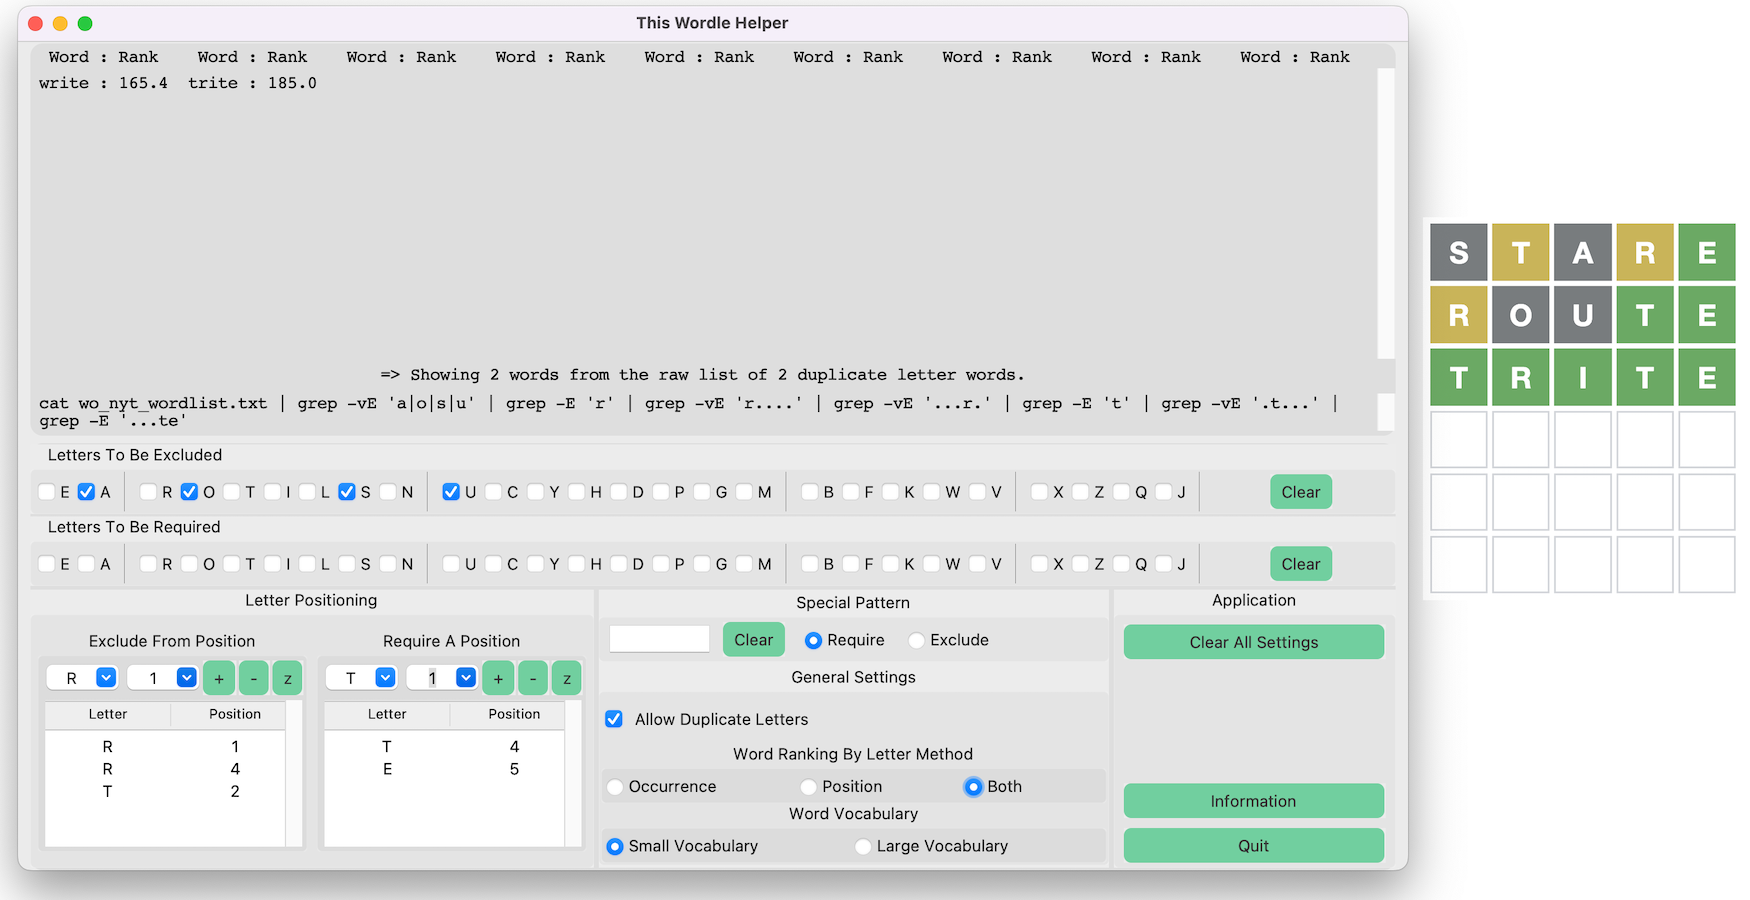 This Wordle Helper
Word : Rank Word : Rank Word : Rank Word : Rank Word : Rank Word : Rank Word : Rank Word : Rank Word : Rank
write : 165.4 trite : 185.0
=> Showing 2 words from the raw list of 2 duplicate letter words.
cat wo_nyt_wordlist.txt | grep -vE 'a|o|s|u' | grep -E 'r' | grep -vE 'r....' | grep -vE '...r.' | grep -E 't' | grep -vE '.t...' |
grep -E '...te'
Letters To Be Excluded
E A R O T I L S N U C Y H D P G M B F K W V X Z Q J Clear
Letters To Be Required
E A R O T I L S N U C Y H D P G M B F K W V X Z Q J Clear
Letter Positioning
Exclude From Position Require A Position
R 1 + - z T 1 + - z
Letter Position Letter Position
R 1 T 4
R 4 E 5
T 2
Special Pattern
Clear Require Exclude
General Settings
Allow Duplicate Letters
Word Ranking By Letter Method
Occurrence Position Both
Word Vocabulary
Small Vocabulary Large Vocabulary
Application
Clear All Settings
Information
Quit
S T A R E
R O U T E
T R I T E